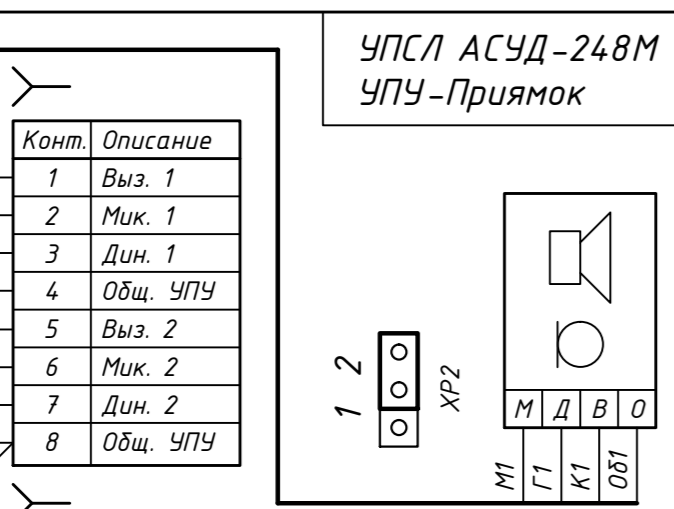 УПСЛ АСУД-248М
УПУ-Приямок
Конт. Описание
1 Выз. 1
2 Мик. 1
3 Дин. 1
4 Общ. УПУ
5 Выз. 2
6 Мик. 2
7 Дин. 2
8 Общ. УПУ
1 2
ХР2
М Д В О
М1 Г1 К1 Об1